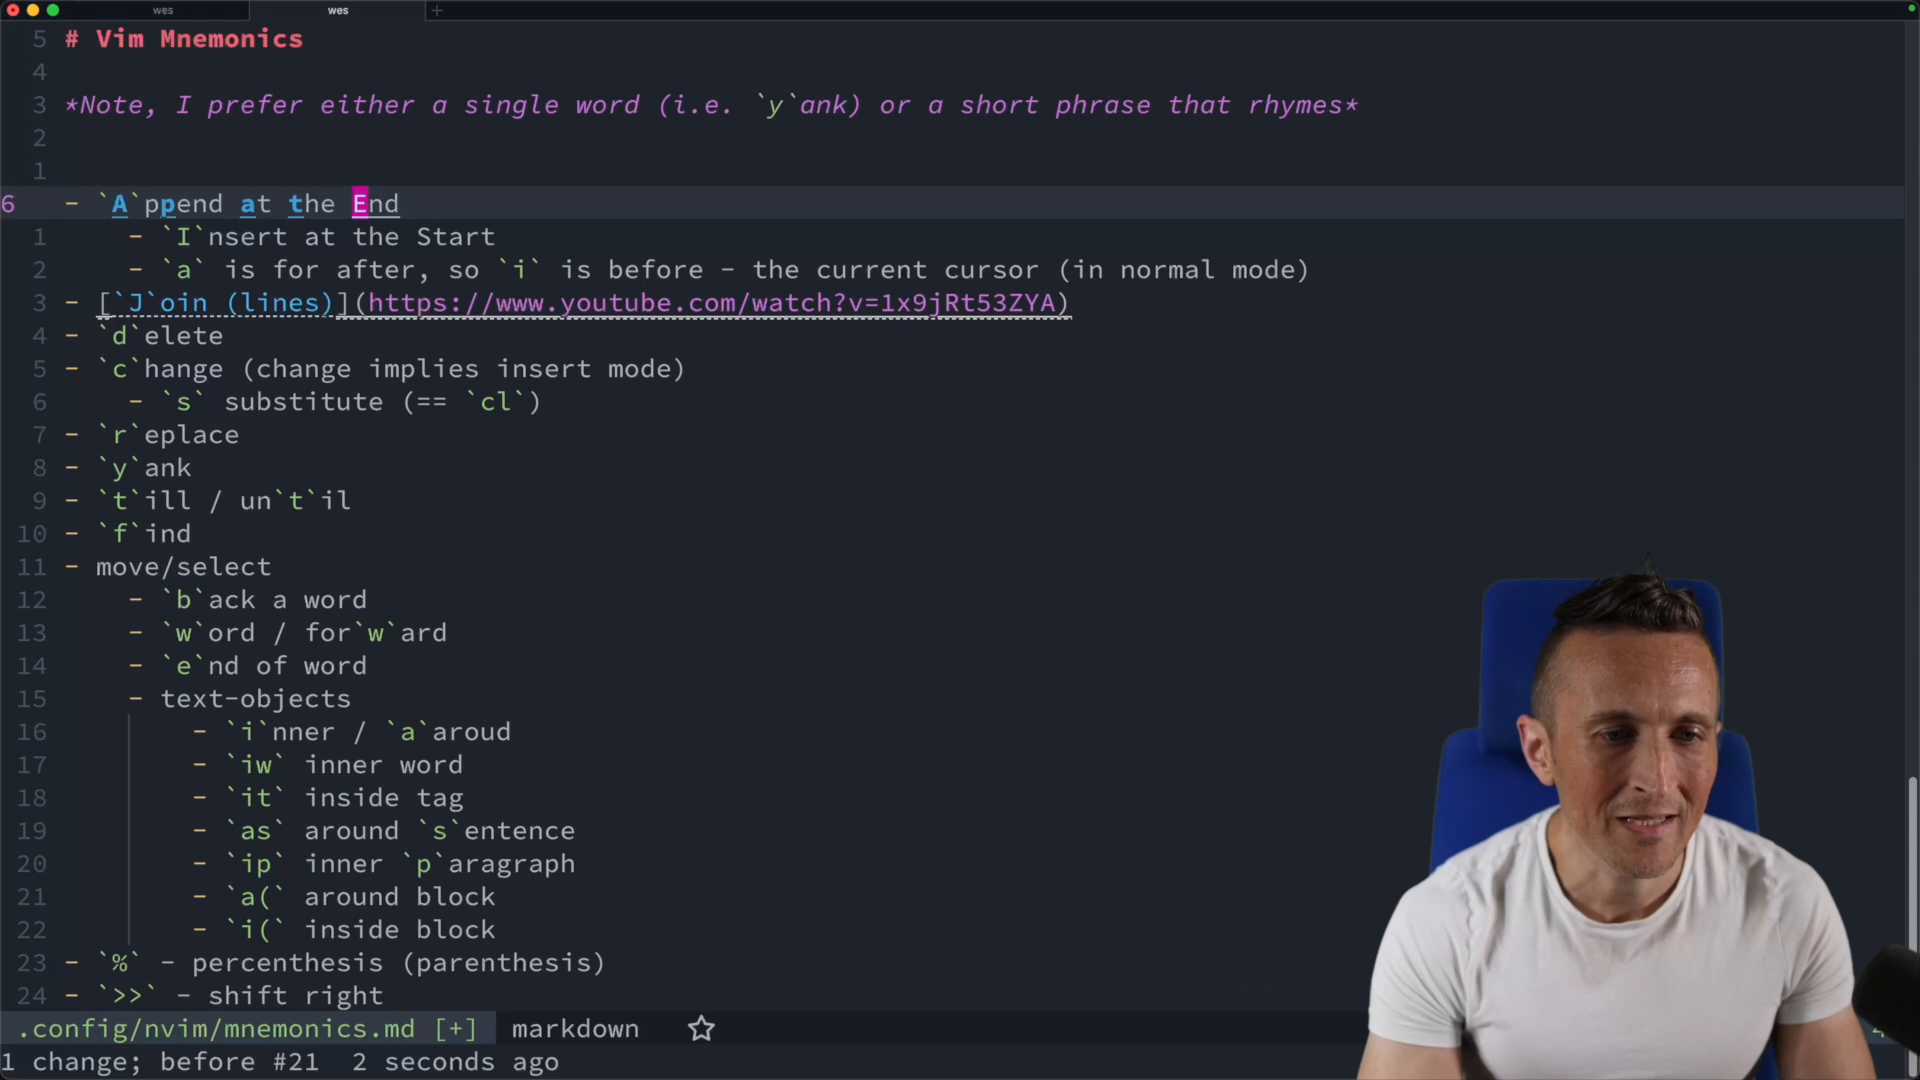 wes
wes
5 # Vim Mnemonics
4
3 *Note, I prefer either a single word (i.e. `y`ank) or a short phrase that rhymes*
2
1
6 - `A`ppend at the End
1 - `I`nsert at the Start
2 - `a` is for after, so `i` is before - the current cursor (in normal mode)
3 - [`J`oin (lines)](https://www.youtube.com/watch?v=1x9jRt53ZYA)
4 - `d`elete
5 - `c`hange (change implies insert mode)
6 - `s` substitute (== `cl`)
7 - `r`eplace
8 - `y`ank
9 - `t`ill / un`t`il
10 - `f`ind
11 - move/select
12 - `b`ack a word
13 - `w`ord / for`w`ard
14 - `e`nd of word
15 - text-objects
16 - `i`nner / `a`aroud
17 - `iw` inner word
18 - `it` inside tag
19 - `as` around `s`entence
20 - `ip` inner `p`aragraph
21 - `a(` around block
22 - `i(` inside block
23 - `%` - percenthesis (parenthesis)
24 - `>>` - shift right
.config/nvim/mnemonics.md [+] markdown
1 change; before #21 2 seconds ago